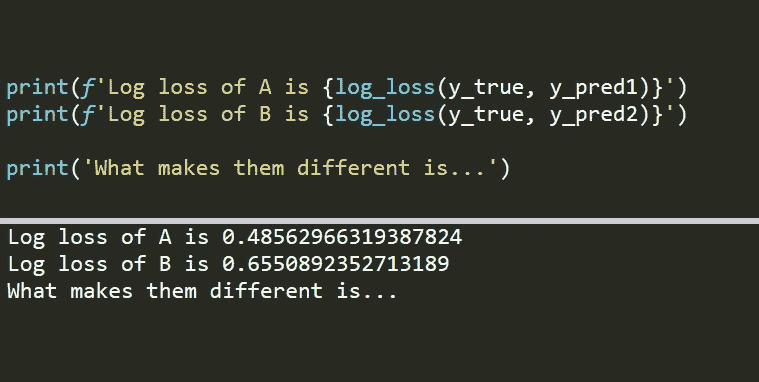 print(f'Log loss of A is {log_loss(y_true, y_pred1)}')
print(f'Log loss of B is {log_loss(y_true, y_pred2)}')
print('What makes them different is...')
Log loss of A is 0.48562966319387824
Log loss of B is 0.6550892352713189
What makes them different is...